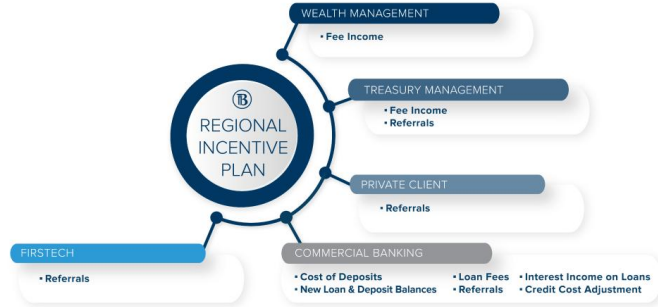 WEALTH MANAGEMENT
• Fee Income
B
REGIONAL
INCENTIVE
PLAN
TREASURY MANAGEMENT
• Fee Income
• Referrals
PRIVATE CLIENT
• Referrals
FIRSTECH
• Referrals
COMMERCIAL BANKING
• Cost of Deposits • Loan Fees • Interest Income on Loans
• New Loan & Deposit Balances • Referrals • Credit Cost Adjustment